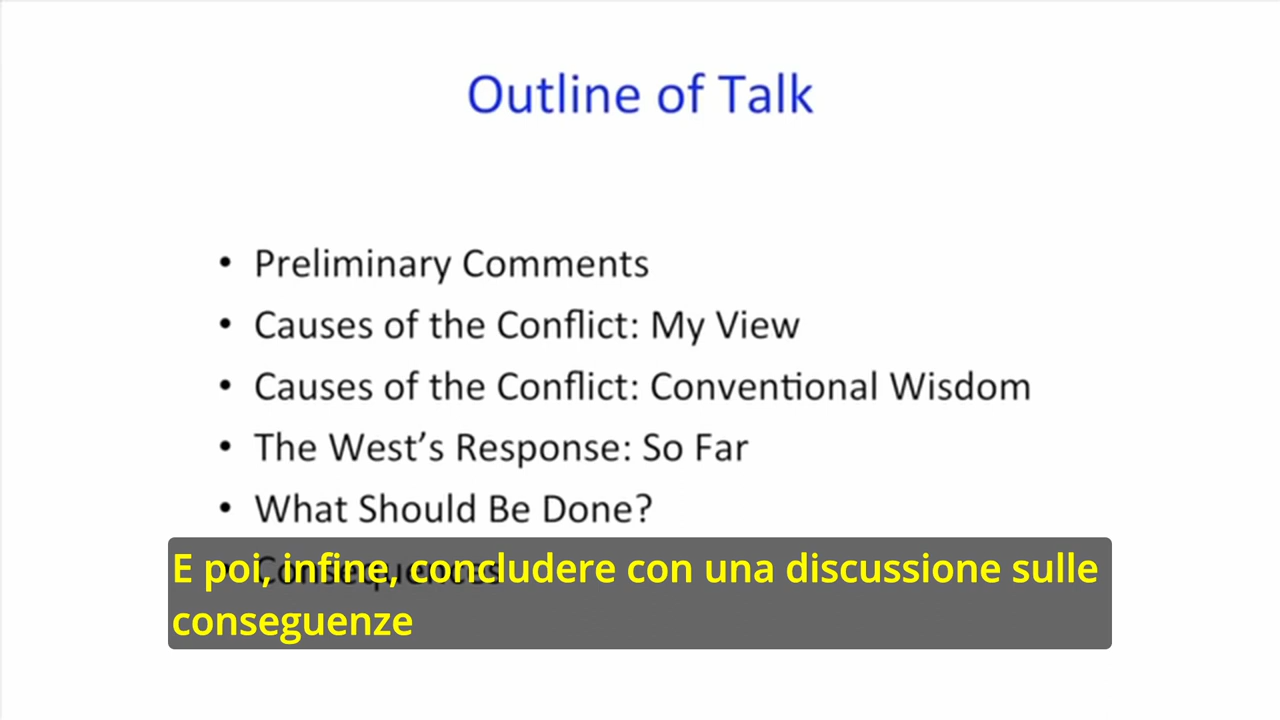 Outline of Talk
• Preliminary Comments
• Causes of the Conflict: My View
• Causes of the Conflict: Conventional Wisdom
• The West’s Response: So Far
• What Should Be Done?
• Consequences
E poi, infine, concludere con una discussione sulle
conseguenze